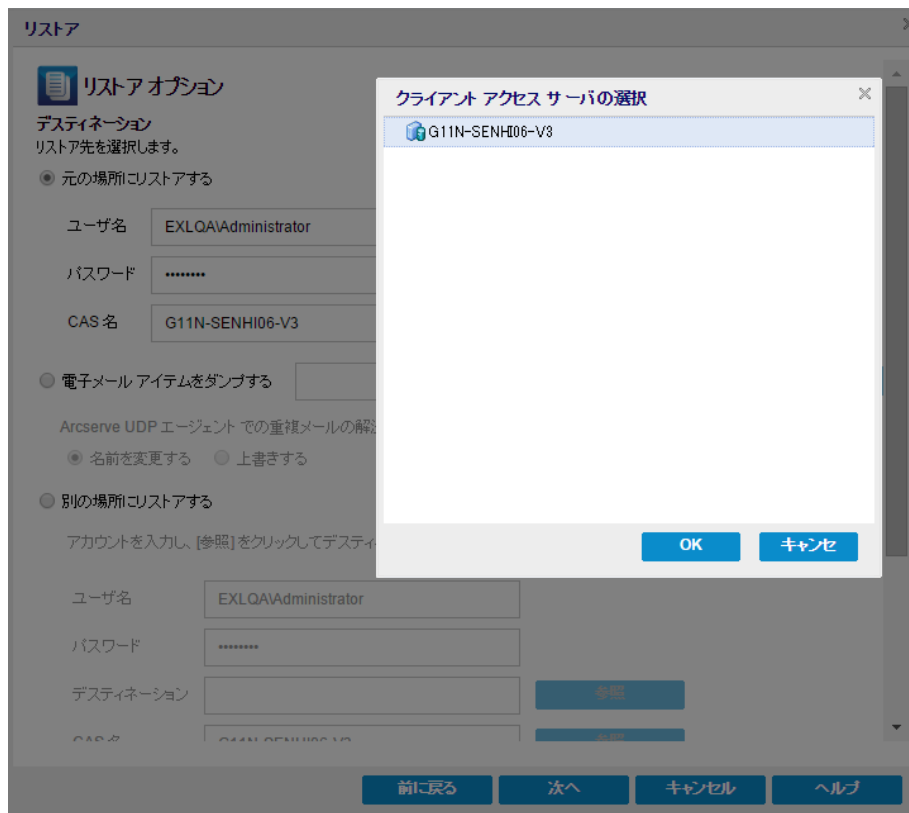 リストア
リストア オプション
デスティネーション
リストア先を選択します。
元の場所にリストアする
ユーザ名 EXLQA\Administrator
パスワード ••••••••
CAS 名 G11N-SENHI06-V3
電子メール アイテムをダンプする
Arcserve UDP エージェント での重複メールの解
名前を変更する 上書きする
別の場所にリストアする
アカウントを入力し、[参照] をクリックしてデスティ
ユーザ名 EXLQA\Administrator
パスワード ••••••••
デスティネーション 参照
CAS 名 G11N-SENHI06-V3 参照
クライアント アクセス サーバの選択
G11N-SENHI06-V3
OK キャンセ
前に戻る 次へ キャンセル ヘルプ